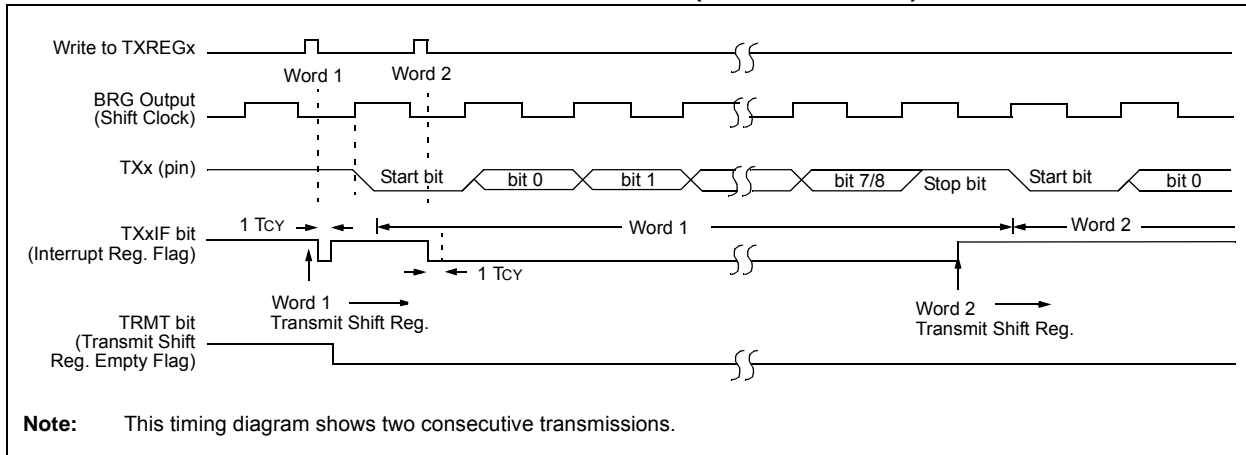 Write to TXREGx
Word 1
Word 2
BRG Output
(Shift Clock)
TXx (pin)
Start bit
bit 0
bit 1
bit 7/8
Stop bit
Start bit
bit 0
1 TCY
Word 1
Word 2
TXxIF bit
(Interrupt Reg. Flag)
1 TCY
Word 1
Transmit Shift Reg.
Word 2
Transmit Shift Reg.
TRMT bit
(Transmit Shift
Reg. Empty Flag)
Note: This timing diagram shows two consecutive transmissions.